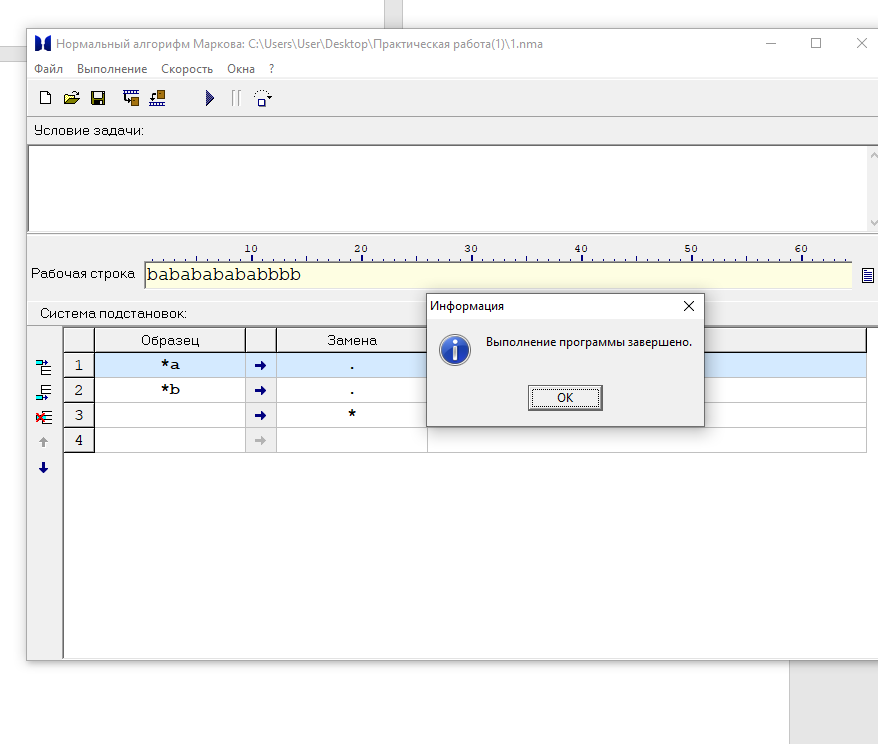 Нормальный алгорифм Маркова: C:\Users\User\Desktop\Практическая работа(1)\1.nma
Файл Выполнение Скорость Окна ?
Условие задачи:
10 20 30 40 50 60
Рабочая строка babababababbbb
Система подстановок:
Образец Замена
1 *a .
2 *b .
3 *
4
Информация
Выполнение программы завершено.
OK